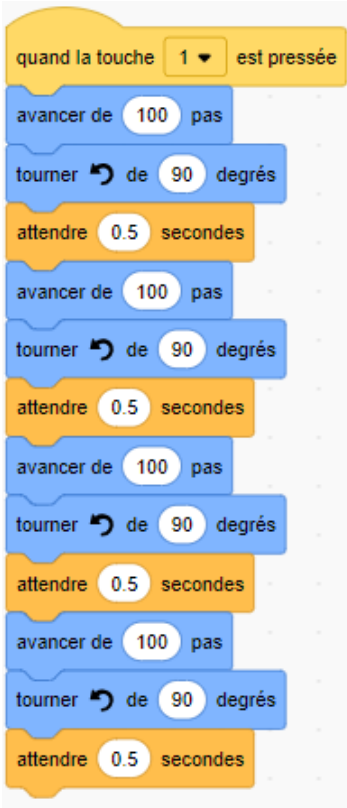 quand la touche 1 est pressée
avancer de 100 pas
tourner de 90 degrés
attendre 0.5 secondes
avancer de 100 pas
tourner de 90 degrés
attendre 0.5 secondes
avancer de 100 pas
tourner de 90 degrés
attendre 0.5 secondes
avancer de 100 pas
tourner de 90 degrés
attendre 0.5 secondes